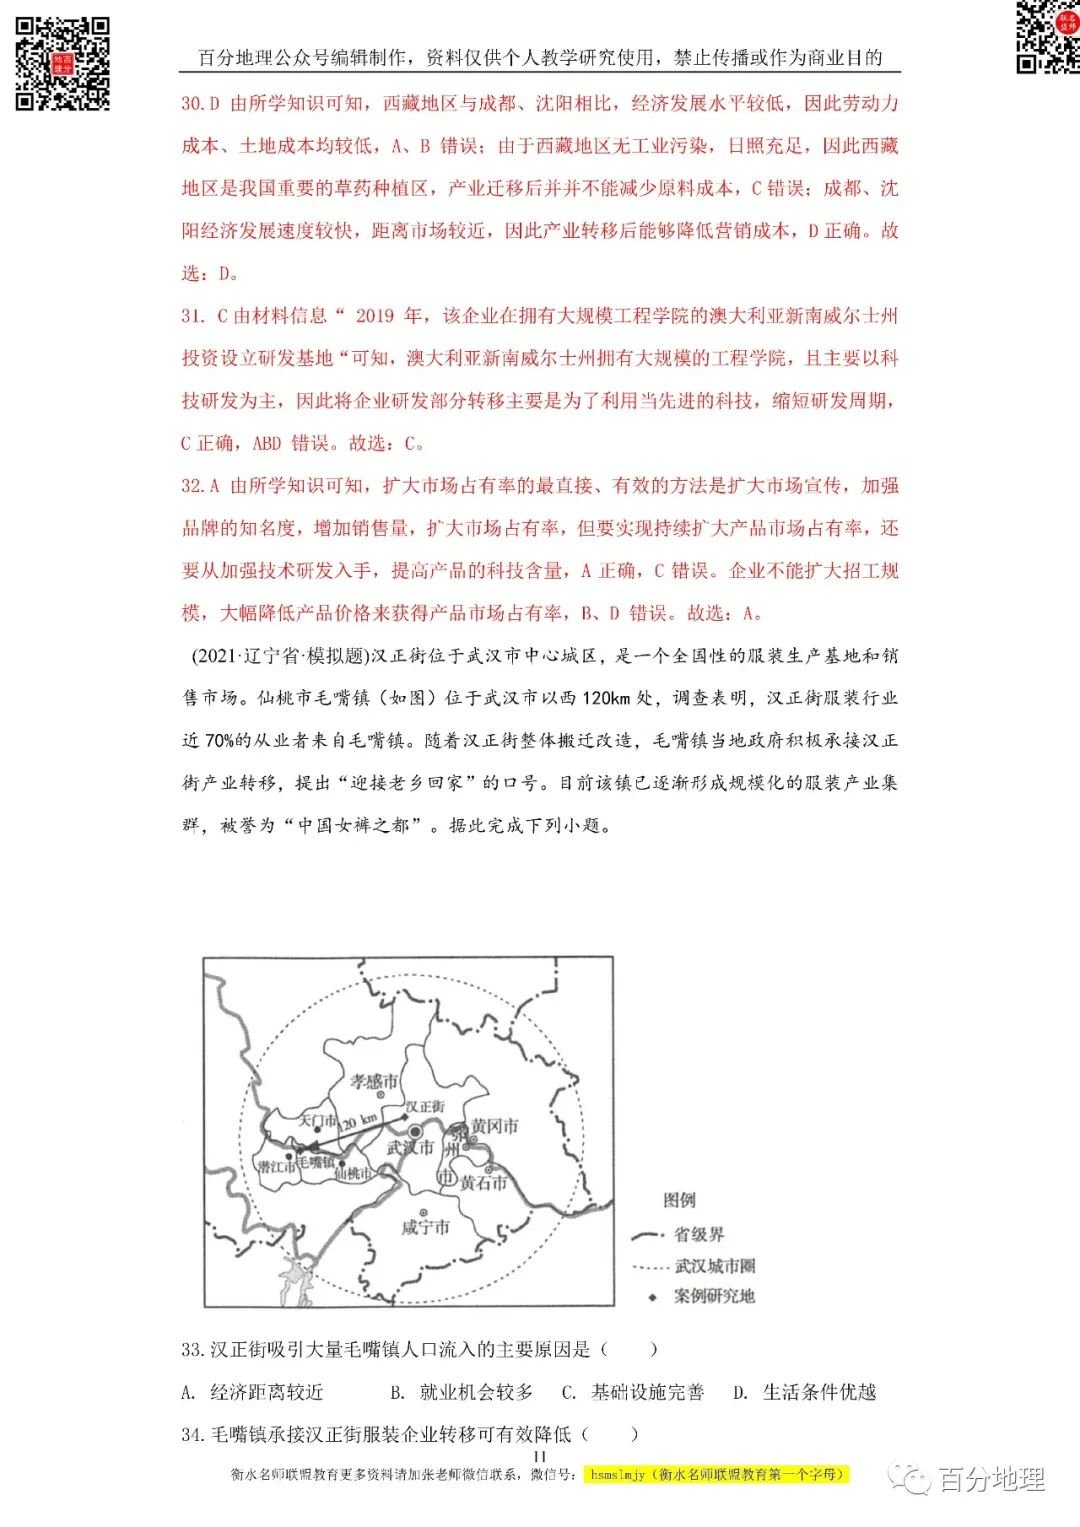 百分地理公众号编辑制作，资料仅供个人教学研究使用，禁止传播或作为商业目的
30.D 由所学知识可知，西藏地区与成都、沈阳相比，经济发展水平较低，因此劳动力
成本、土地成本均较低，A、B 错误；由于西藏地区无工业污染，日照充足，因此西藏
地区是我国重要的草药种植区，产业迁移后并并不能减少原料成本，C 错误；成都、沈
阳经济发展速度较快，距离市场较近，因此产业转移后能够降低营销成本，D 正确。故
选：D。
31. C 由材料信息“ 2019 年，该企业在拥有大规模工程学院的澳大利亚新南威尔士州
投资设立研发基地“可知，澳大利亚新南威尔士州拥有大规模的工程学院，且主要以科
技研发为主，因此将企业研发部分转移主要是为了利用当先进的科技，缩短研发周期，
C 正确，ABD 错误。故选：C。
32.A 由所学知识可知，扩大市场占有率的最直接、有效的方法是扩大市场宣传，加强
品牌的知名度，增加销售量，扩大市场占有率，但要实现持续扩大产品市场占有率，还
要从加强技术研发入手，提高产品的科技含量，A 正确，C 错误。企业不能扩大招工规
模，大幅降低产品价格来获得产品市场占有率，B、D 错误。故选：A。
(2021·辽宁省·模拟题)汉正街位于武汉市中心城区，是一个全国性的服装生产基地和销
售市场。仙桃市毛嘴镇（如图）位于武汉市以西 120km 处，调查表明，汉正街服装行业
近 70%的从业者来自毛嘴镇。随着汉正街整体搬迁改造，毛嘴镇当地政府积极承接汉正
街产业转移，提出“迎接老乡回家”的口号。目前该镇已逐渐形成规模化的服装产业集
群，被誉为“中国女裤之都”。据此完成下列小题。
孝感市
汉正街
天门市
120 km
黄冈市
鄂州市
武汉市
潜江市
毛嘴镇
仙桃市
黄石市
咸宁市
图例
省级界
武汉城市圈
案例研究地
33.汉正街吸引大量毛嘴镇人口流入的主要原因是（　　）
A. 经济距离较近 B. 就业机会较多 C. 基础设施完善 D. 生活条件优越
34.毛嘴镇承接汉正街服装企业转移可有效降低（　　）
11
衡水名师联盟教育更多资料请加张老师微信联系，微信号： hsmslmjy（衡水名师联盟教育第一个字母）
百分地理